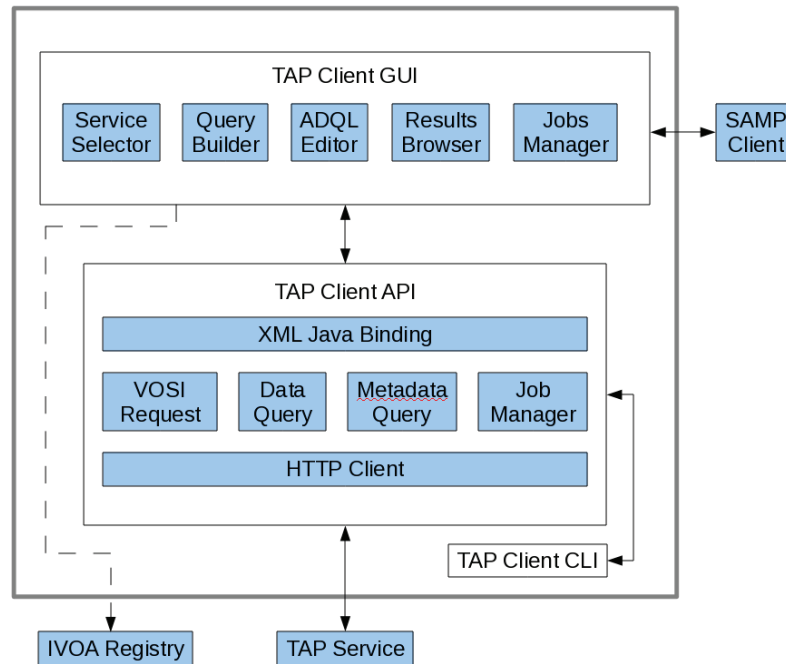 TAP Client GUI
Service
Selector
Query
Builder
ADQL
Editor
Results
Browser
Jobs
Manager
SAMP
Client
TAP Client API
XML Java Binding
VOSI
Request
Data
Query
Metadata
Query
Job
Manager
HTTP Client
TAP Client CLI
IVOA Registry
TAP Service